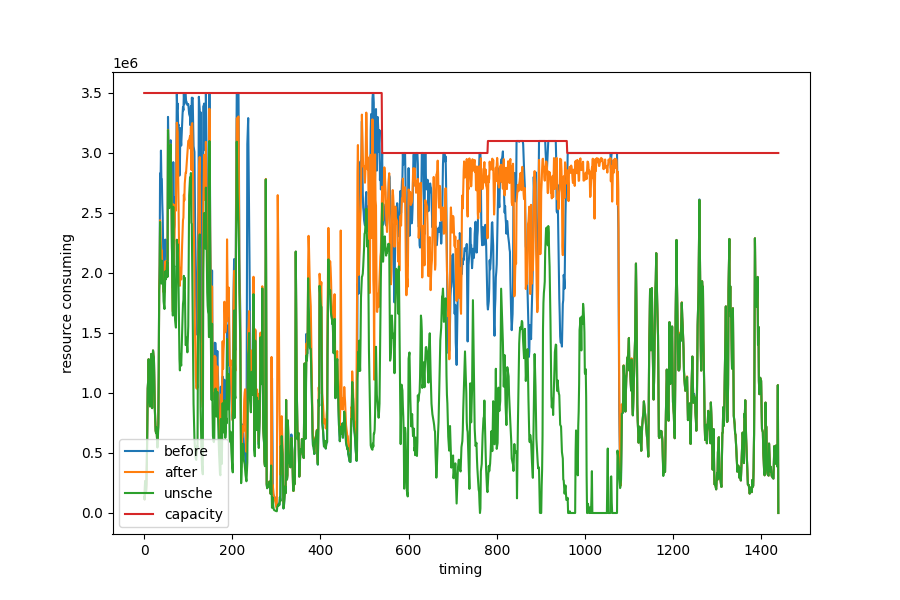 1e6
3.5
3.0
2.5
2.0
1.5
1.0
0.5
0.0
resource consuming
before
after
unsche
capacity
0 200 400 600 800 1000 1200 1400
timing